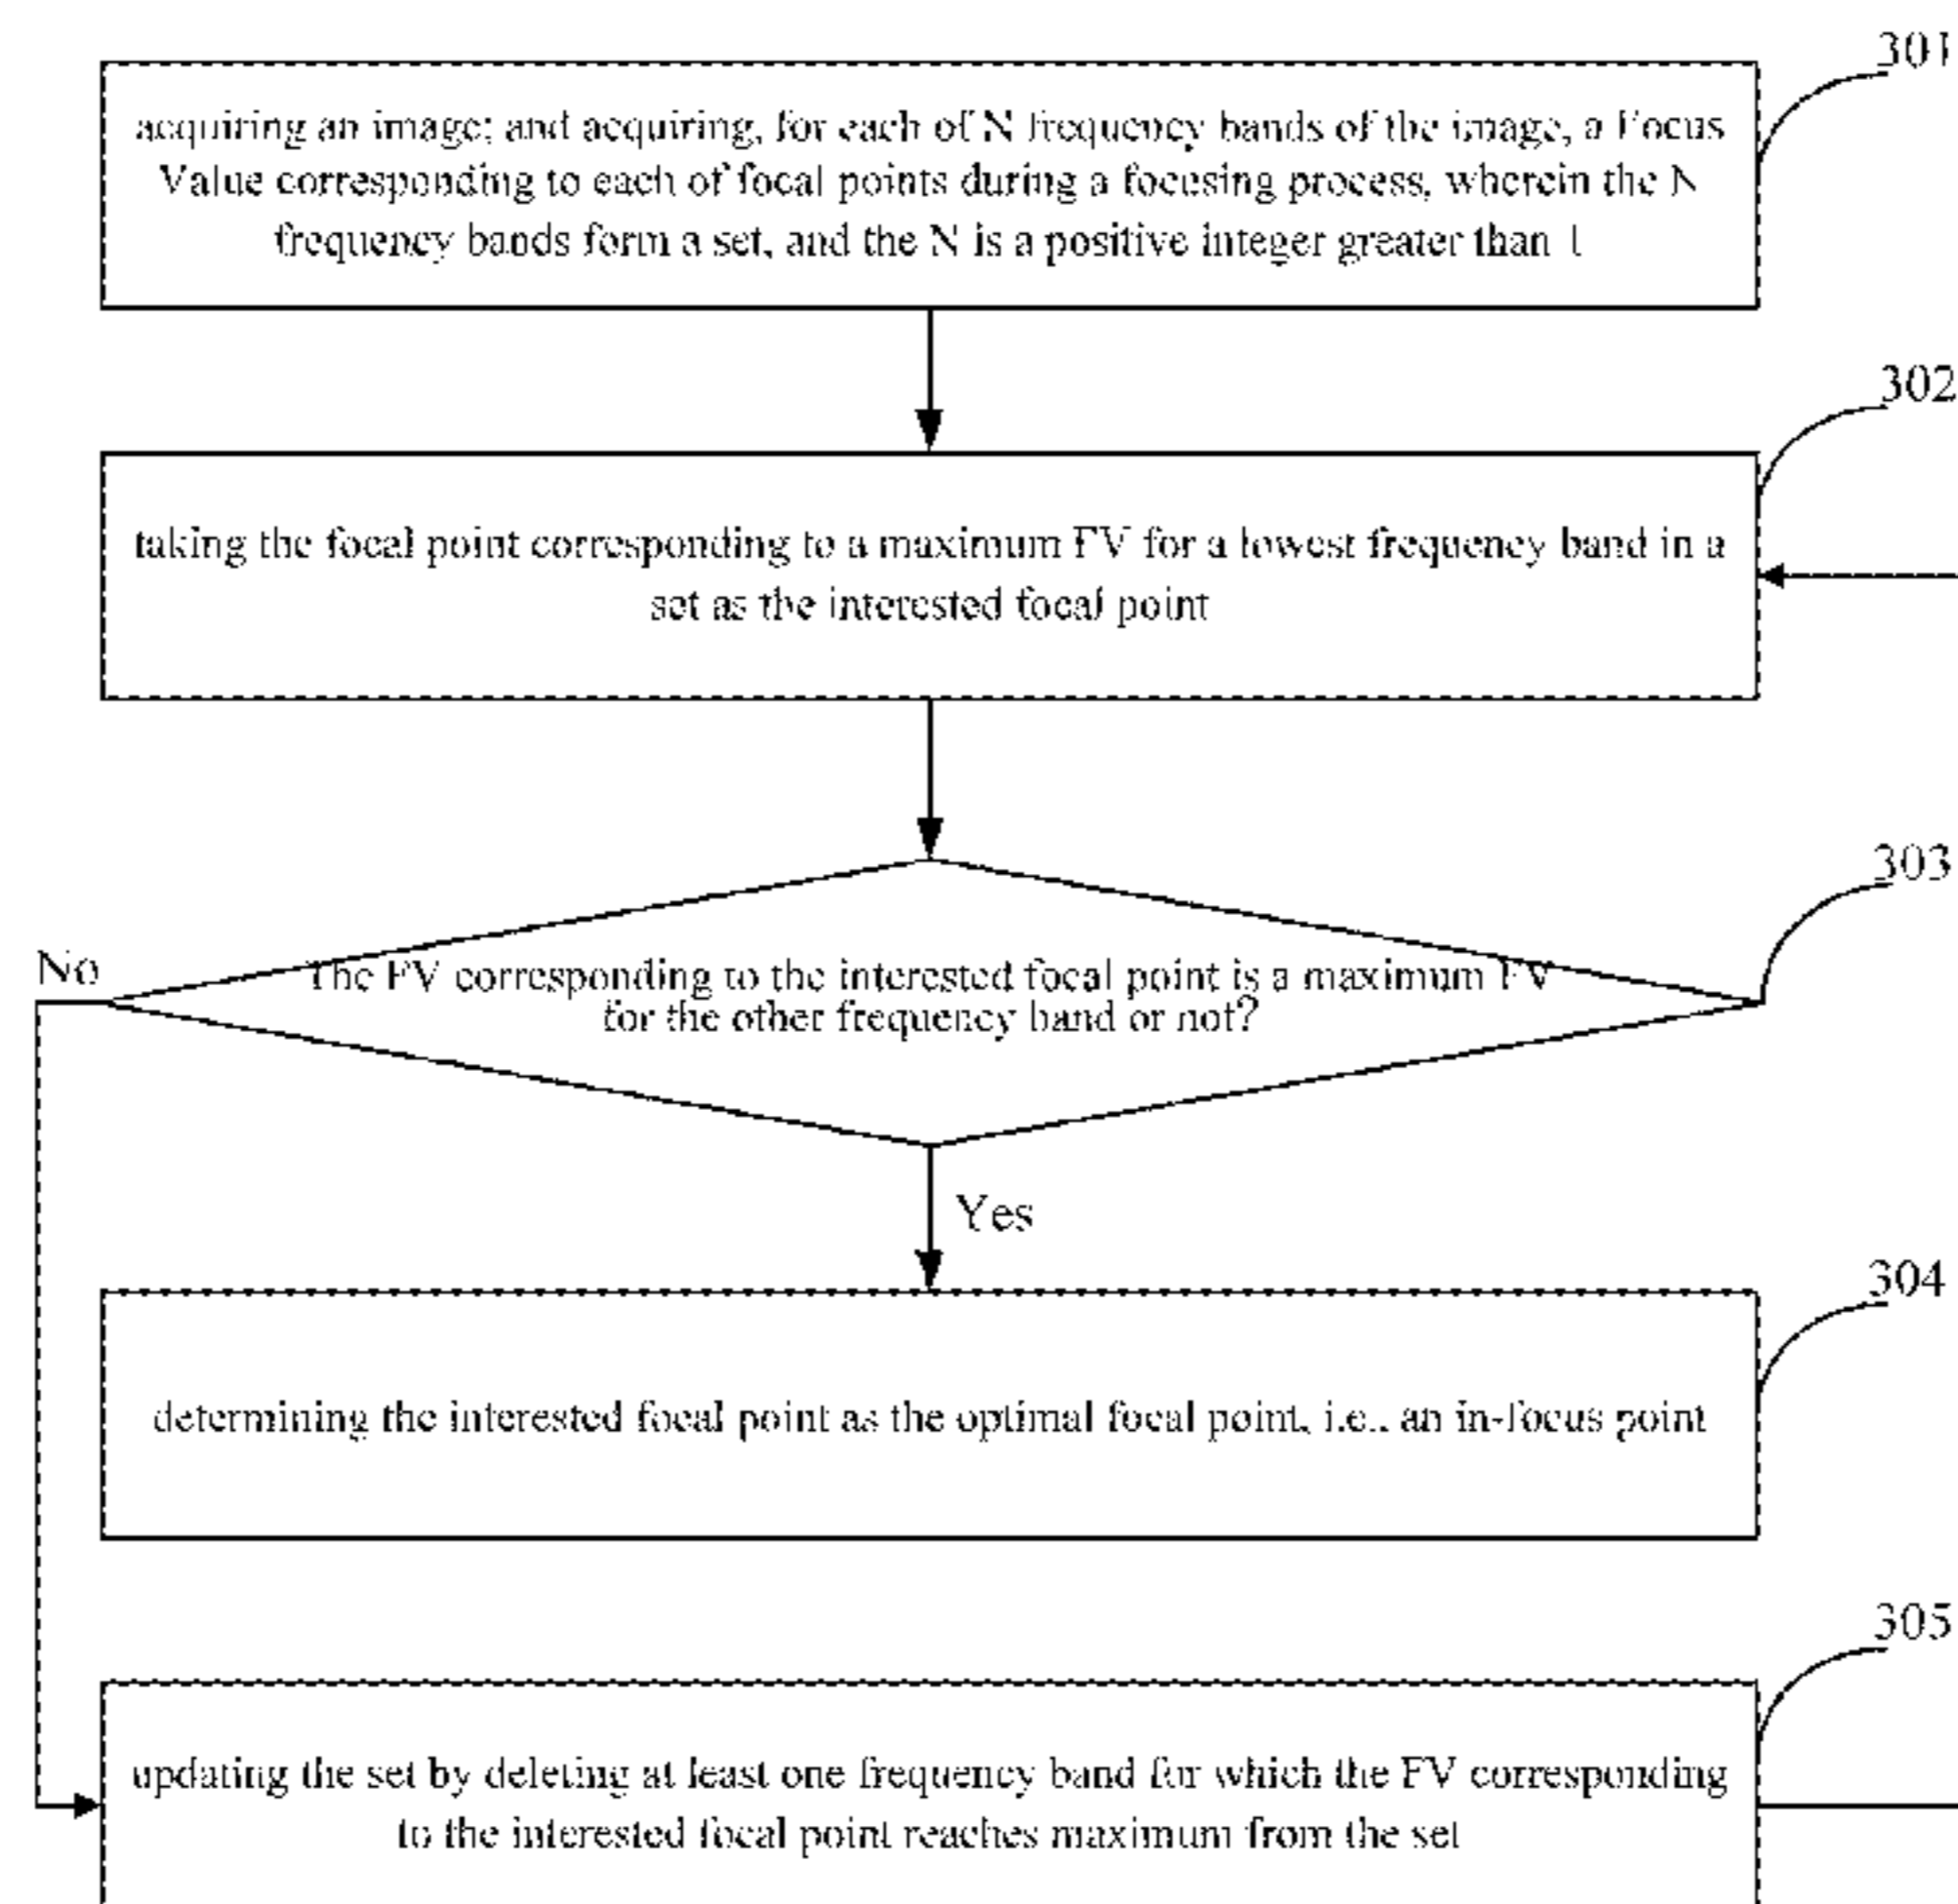 301
acquiring an image; and acquiring, for each of N frequency bands of the image, a Focus
Value corresponding to each of focal points during a focusing process, wherein the N
frequency bands form a set, and the N is a positive integer greater than 1
302
taking the focal point corresponding to a maximum FV for a lowest frequency band in a
set as the interested focal point
303
No
The FV corresponding to the interested focal point is a maximum FV
for the other frequency band or not?
Yes
304
determining the interested focal point as the optimal focal point, i.e., an in-focus point
305
updating the set by deleting at least one frequency band for which the FV corresponding
to the interested focal point reaches maximum from the set